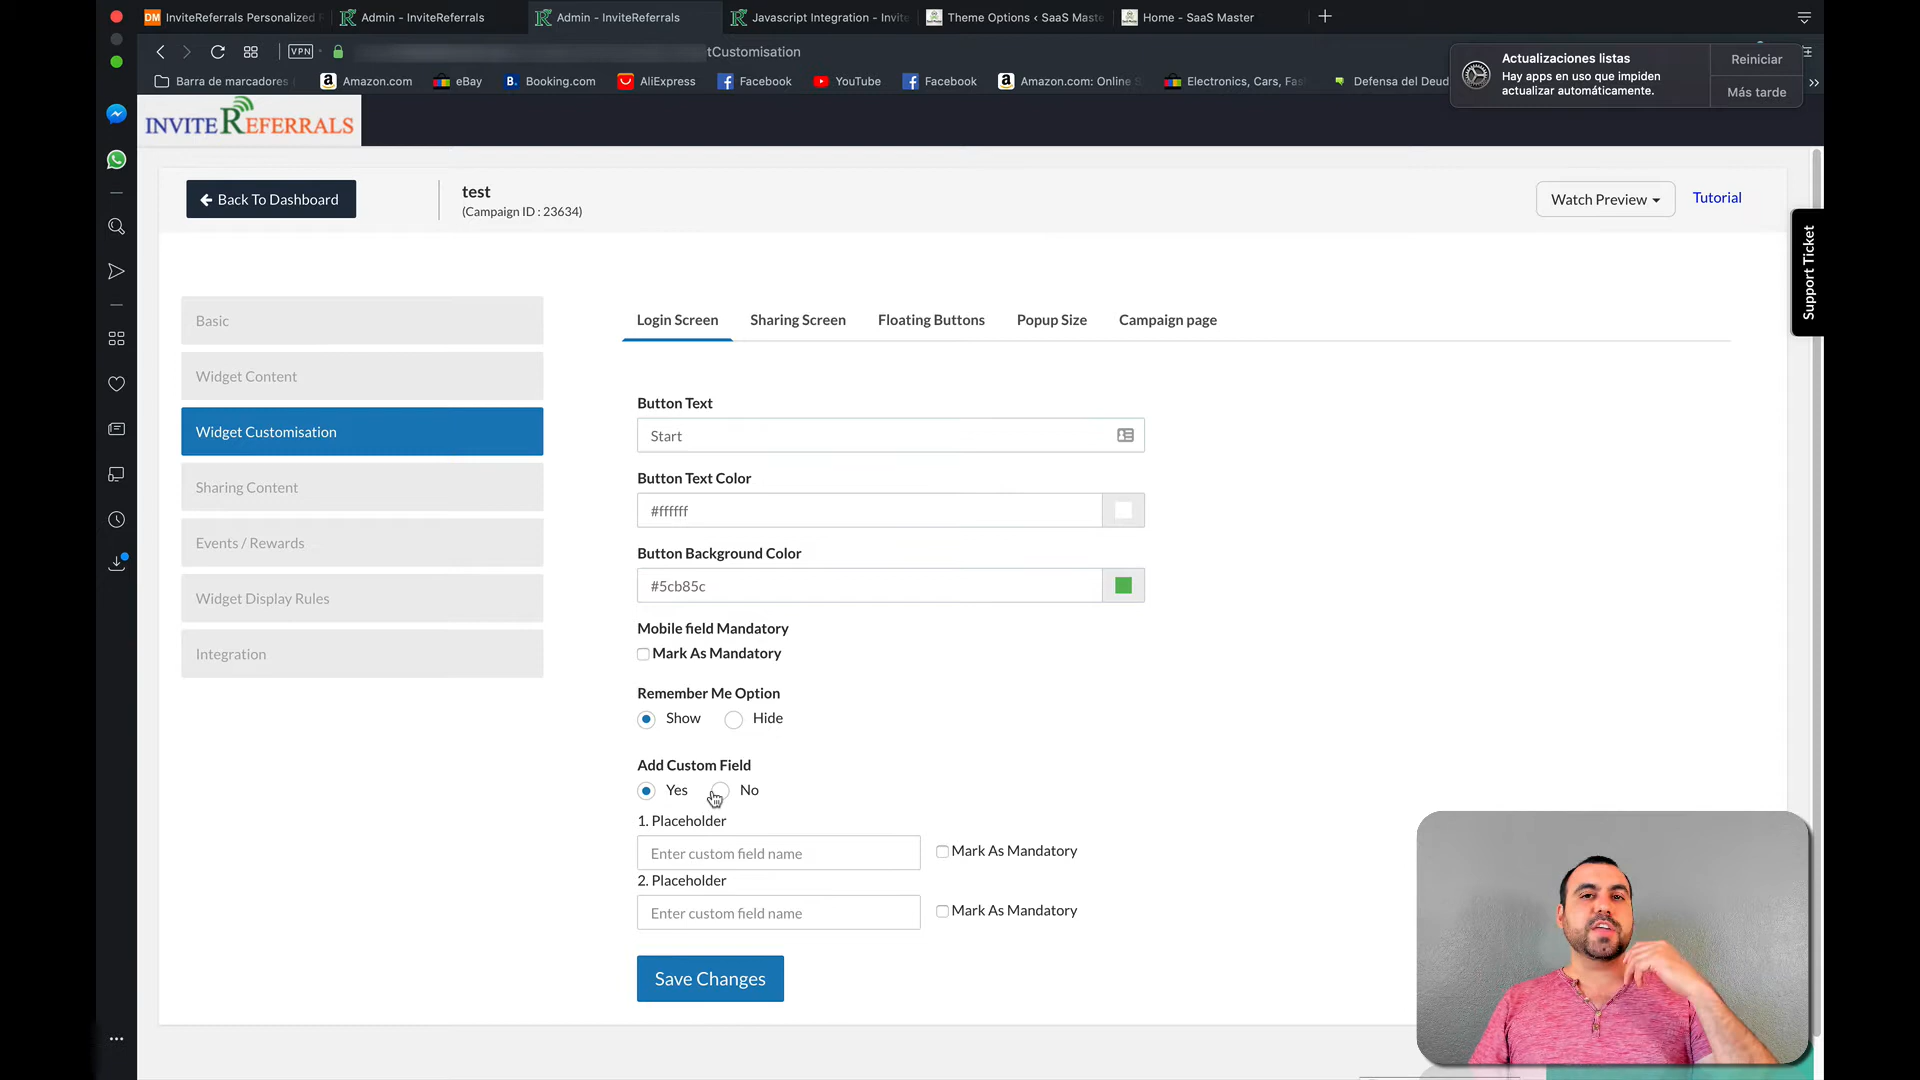 DM InviteReferrals Personalized R
Admin - InviteReferrals
Admin - InviteReferrals
Javascript Integration - Invite
Theme Options ‹ SaaS Maste
Home - SaaS Master
VPN
tCustomisation
Barra de marcadores
Amazon.com
eBay
Booking.com
AliExpress
Facebook
YouTube
Facebook
Amazon.com: Online S
Electronics, Cars, Fas
Defensa del Deud
Actualizaciones listas
Hay apps en uso que impiden
actualizar automáticamente.
Reiniciar
Más tarde
INVITEREFERRALS
Back To Dashboard
test
(Campaign ID : 23634)
Watch Preview
Tutorial
Support Ticket
Basic
Widget Content
Widget Customisation
Sharing Content
Events / Rewards
Widget Display Rules
Integration
Login Screen
Sharing Screen
Floating Buttons
Popup Size
Campaign page
Button Text
Start
Button Text Color
#ffffff
Button Background Color
#5cb85c
Mobile field Mandatory
Mark As Mandatory
Remember Me Option
Show
Hide
Add Custom Field
Yes
No
1. Placeholder
Enter custom field name
Mark As Mandatory
2. Placeholder
Enter custom field name
Mark As Mandatory
Save Changes